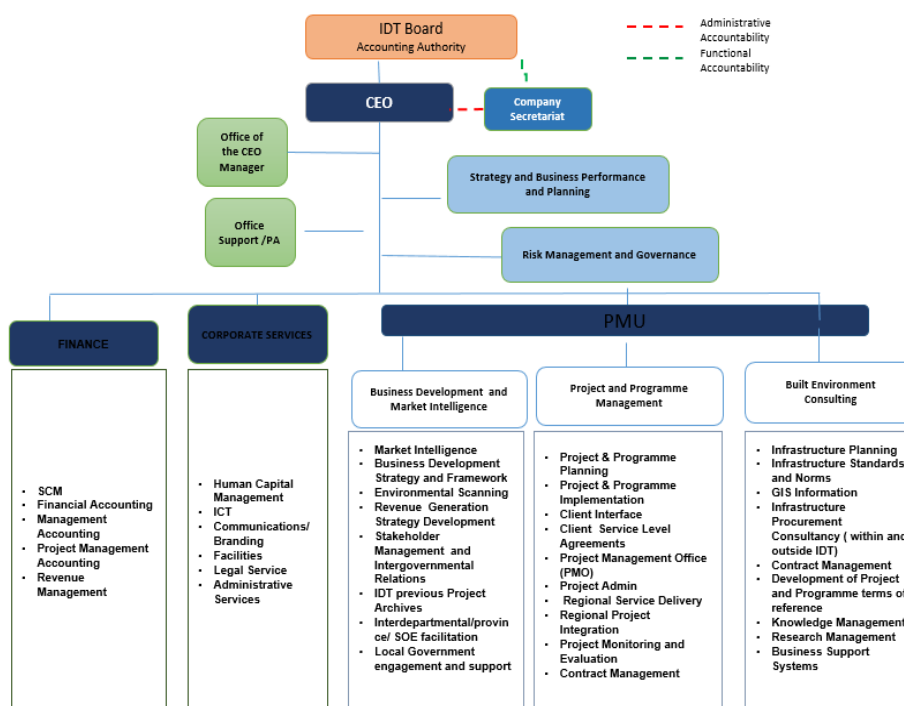 IDT Board
Accounting Authority
Administrative
Accountability
Functional
Accountability
CEO
Company
Secretariat
Office of
the CEO
Manager
Strategy and Business Performance
and Planning
Office
Support /PA
Risk Management and Governance
FINANCE
CORPORATE SERVICES
PMU
Business Development and
Market Intelligence
Project and Programme
Management
Built Environment
Consulting
• SCM
• Financial Accounting
• Management
Accounting
• Project Management
Accounting
• Revenue
Management
• Human Capital
Management
• ICT
• Communications/
Branding
• Facilities
• Legal Service
• Administrative
Services
• Market Intelligence
• Business Development
Strategy and Framework
• Environmental Scanning
• Revenue Generation
Strategy Development
• Stakeholder
Management and
Intergovernmental
Relations
• IDT previous Project
Archives
• Interdepartmental/provin
ce/ SOE facilitation
• Local Government
engagement and support
• Project & Programme
Planning
• Project & Programme
Implementation
• Client Interface
• Client Service Level
Agreements
• Project Management Office
(PMO)
• Project Admin
• Regional Service Delivery
• Regional Project
Integration
• Project Monitoring and
Evaluation
• Contract Management
• Infrastructure Planning
• Infrastructure Standards
and Norms
• GIS Information
• Infrastructure
Procurement
Consultancy ( within and
outside IDT)
• Contract Management
• Development of Project
and Programme terms of
reference
• Knowledge Management
• Research Management
• Business Support
Systems